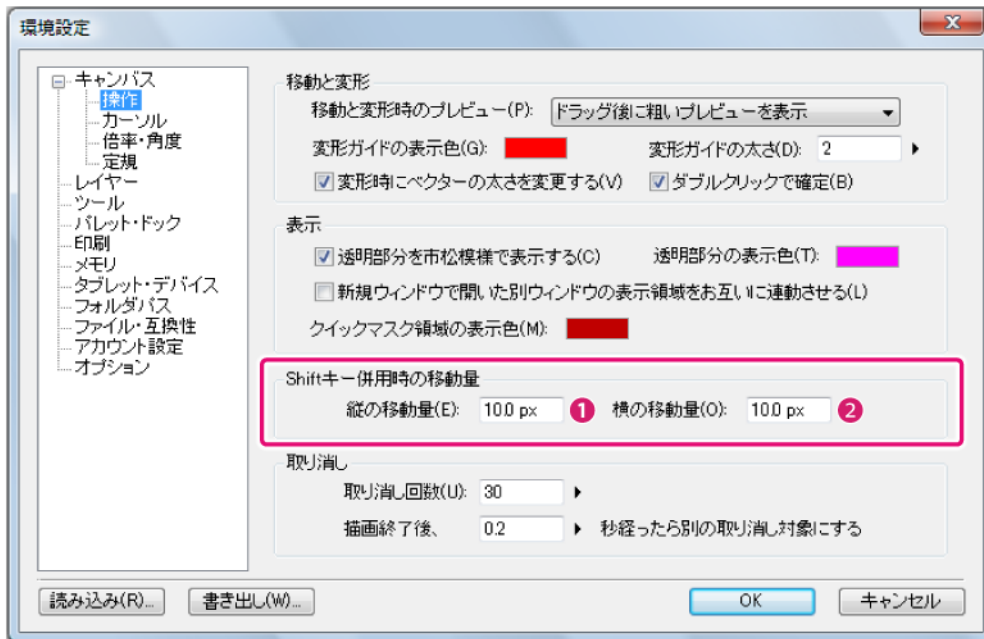 環境設定
キャンバス
操作
カーソル
倍率・角度
定規
レイヤー
ツール
パレット・ドック
印刷
メモリ
タブレット・デバイス
フォルダパス
ファイル・互換性
アカウント設定
オプション
移動と変形
移動と変形時のプレビュー(P): ドラッグ後に粗いプレビューを表示
変形ガイドの表示色(G): 変形ガイドの太さ(D): 2
変形時にベクターの太さを変更する(V) ダブルクリックで確定(B)
表示
透明部分を市松模様で表示する(C) 透明部分の表示色(T):
新規ウィンドウで開いた別ウィンドウの表示領域をお互いに連動させる(L)
クイックマスク領域の表示色(M):
Shiftキー併用時の移動量
縦の移動量(E): 10.0 px 1 横の移動量(O): 10.0 px 2
取り消し
取り消し回数(U): 30
描画終了後、 0.2 秒経ったら別の取り消し対象にする
読み込み(R)... 書き出し(W)... OK キャンセル